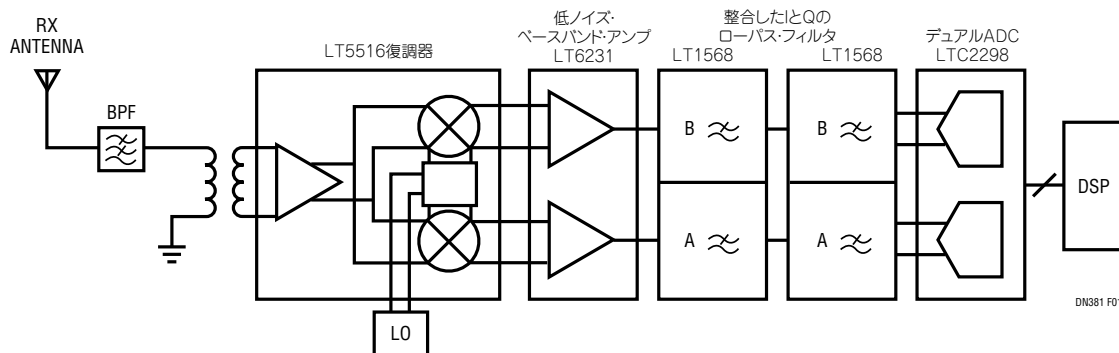 RX
ANTENNA
BPF
LT5516復調器
低ノイズ・
ベースバンド・アンプ
LT6231
整合したIとQの
ローパス・フィルタ
LT1568
LT1568
デュアルADC
LTC2298
B
B
A
A
DSP
LO
DN381 F01